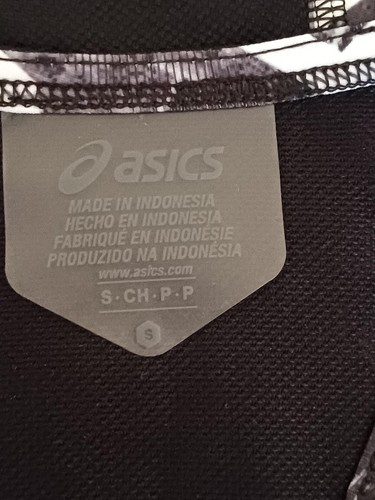 asics
MADE IN INDONESIA
HECHO EN INDONESIA
FABRIQUÉ EN INDONÉSIE
PRODUZIDO NA INDONÉSIA
www.asics.com
S·CH·P·P
S